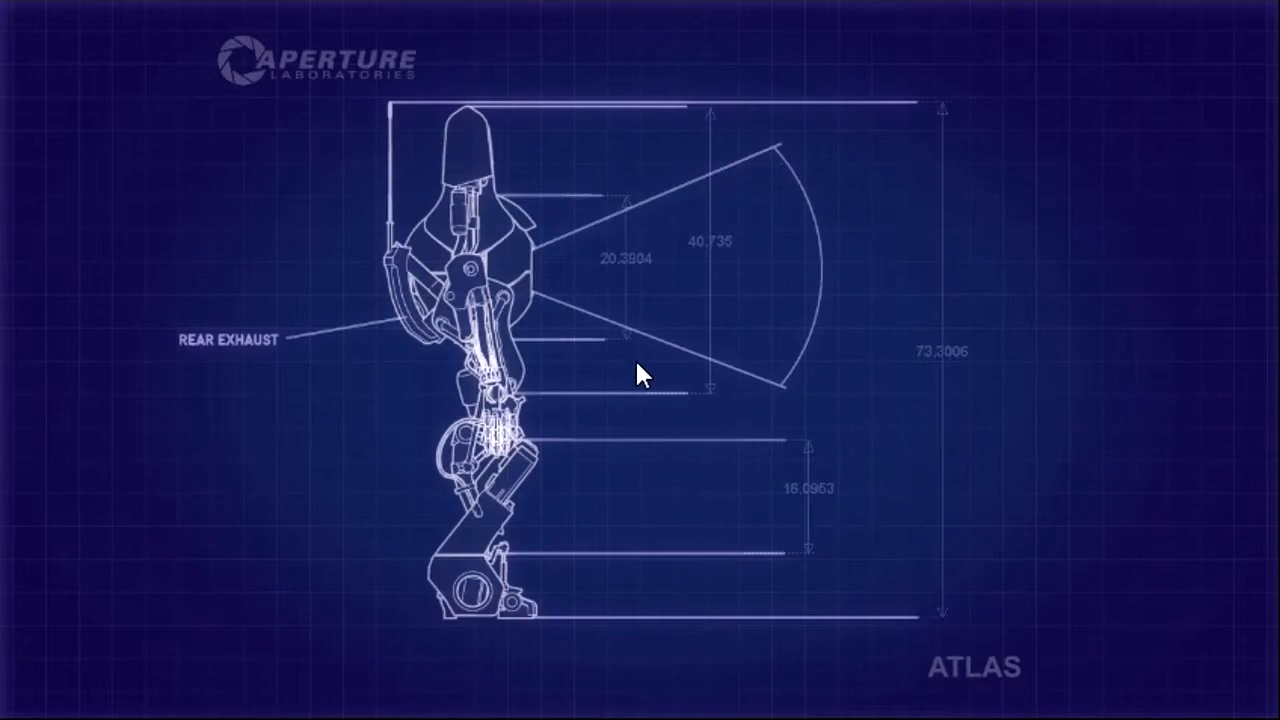 APERTURE
LABORATORIES
40.735
20.3904
REAR EXHAUST
73.3006
16.0953
ATLAS